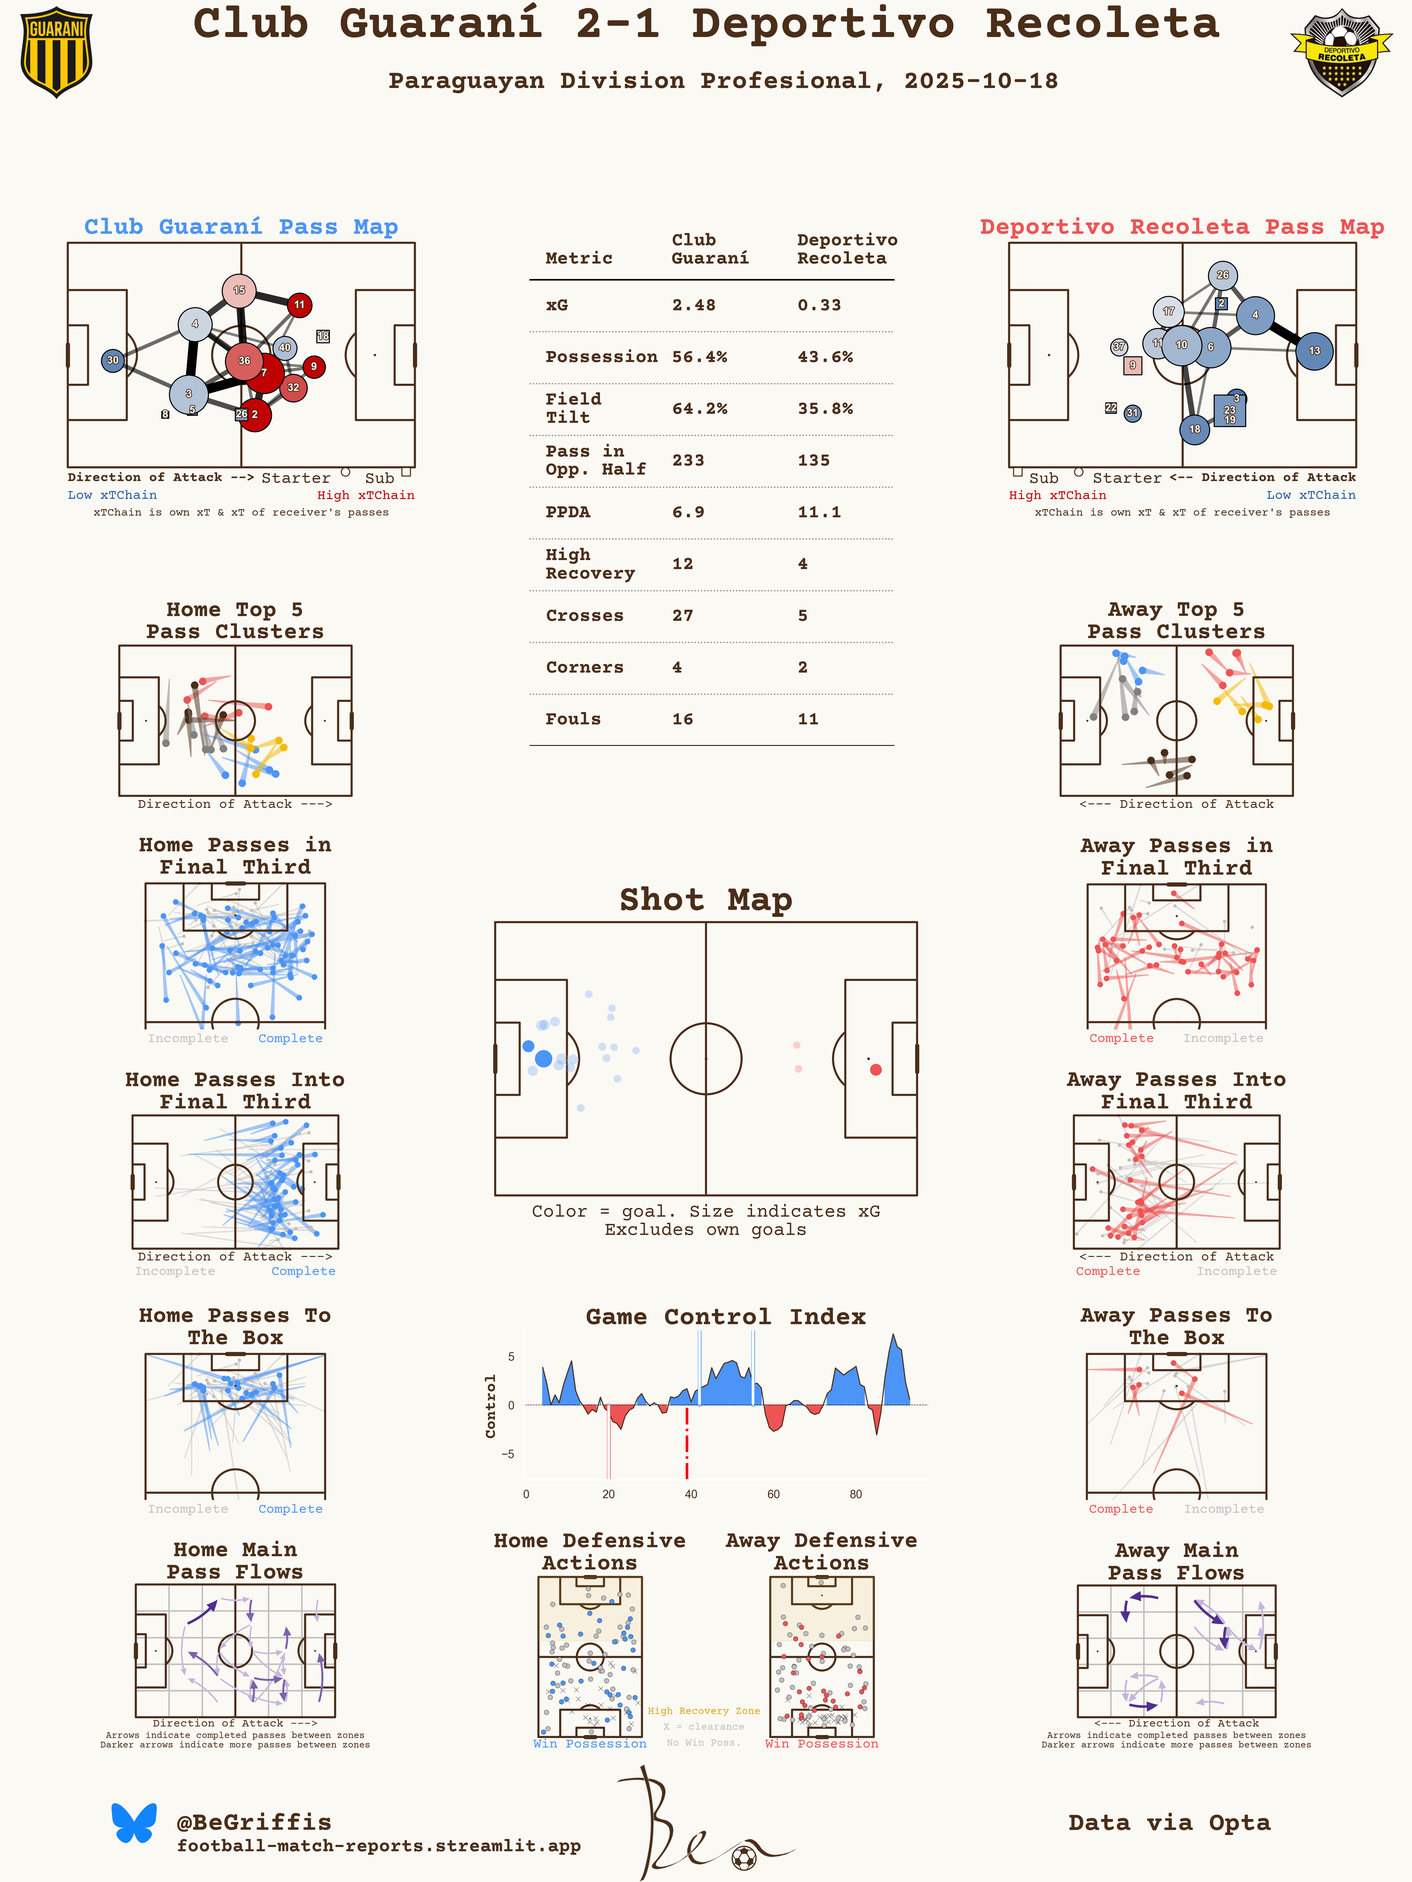 Club Guaraní 2-1 Deportivo Recoleta
Paraguayan Division Profesional, 2025-10-18
GUARANI
DEPORTIVO
RECOLETA
Club Guaraní Pass Map
15
11
4
18
40
30
36
7
9
32
3
5
8
26
2
Direction of Attack --> Starter Sub
Low xTChain High xTChain
xTChain is own xT & xT of receiver's passes
Metric Club Guaraní Deportivo Recoleta
xG 2.48 0.33
Possession 56.4% 43.6%
Field Tilt 64.2% 35.8%
Pass in Opp. Half 233 135
PPDA 6.9 11.1
High Recovery 12 4
Crosses 27 5
Corners 4 2
Fouls 16 11
Deportivo Recoleta Pass Map
26
2
17
4
37
11
10
6
13
9
3
22
31
23
19
18
Sub Starter <-- Direction of Attack
High xTChain Low xTChain
xTChain is own xT & xT of receiver's passes
Home Top 5
Pass Clusters
Direction of Attack --->
Away Top 5
Pass Clusters
<--- Direction of Attack
Home Passes in
Final Third
Incomplete Complete
Away Passes in
Final Third
Complete Incomplete
Shot Map
Color = goal. Size indicates xG
Excludes own goals
Home Passes Into
Final Third
Direction of Attack --->
Incomplete Complete
Away Passes Into
Final Third
<--- Direction of Attack
Complete Incomplete
Home Passes To
The Box
Incomplete Complete
Game Control Index
Control
5
0
−5
0 20 40 60 80
Away Passes To
The Box
Complete Incomplete
Home Main
Pass Flows
Direction of Attack --->
Arrows indicate completed passes between zones
Darker arrows indicate more passes between zones
Home Defensive
Actions
Win Possession
High Recovery Zone
X = clearance
No Win Poss.
Away Defensive
Actions
Win Possession
Away Main
Pass Flows
<--- Direction of Attack
Arrows indicate completed passes between zones
Darker arrows indicate more passes between zones
@BeGriffis
football-match-reports.streamlit.app
Ben
Data via Opta